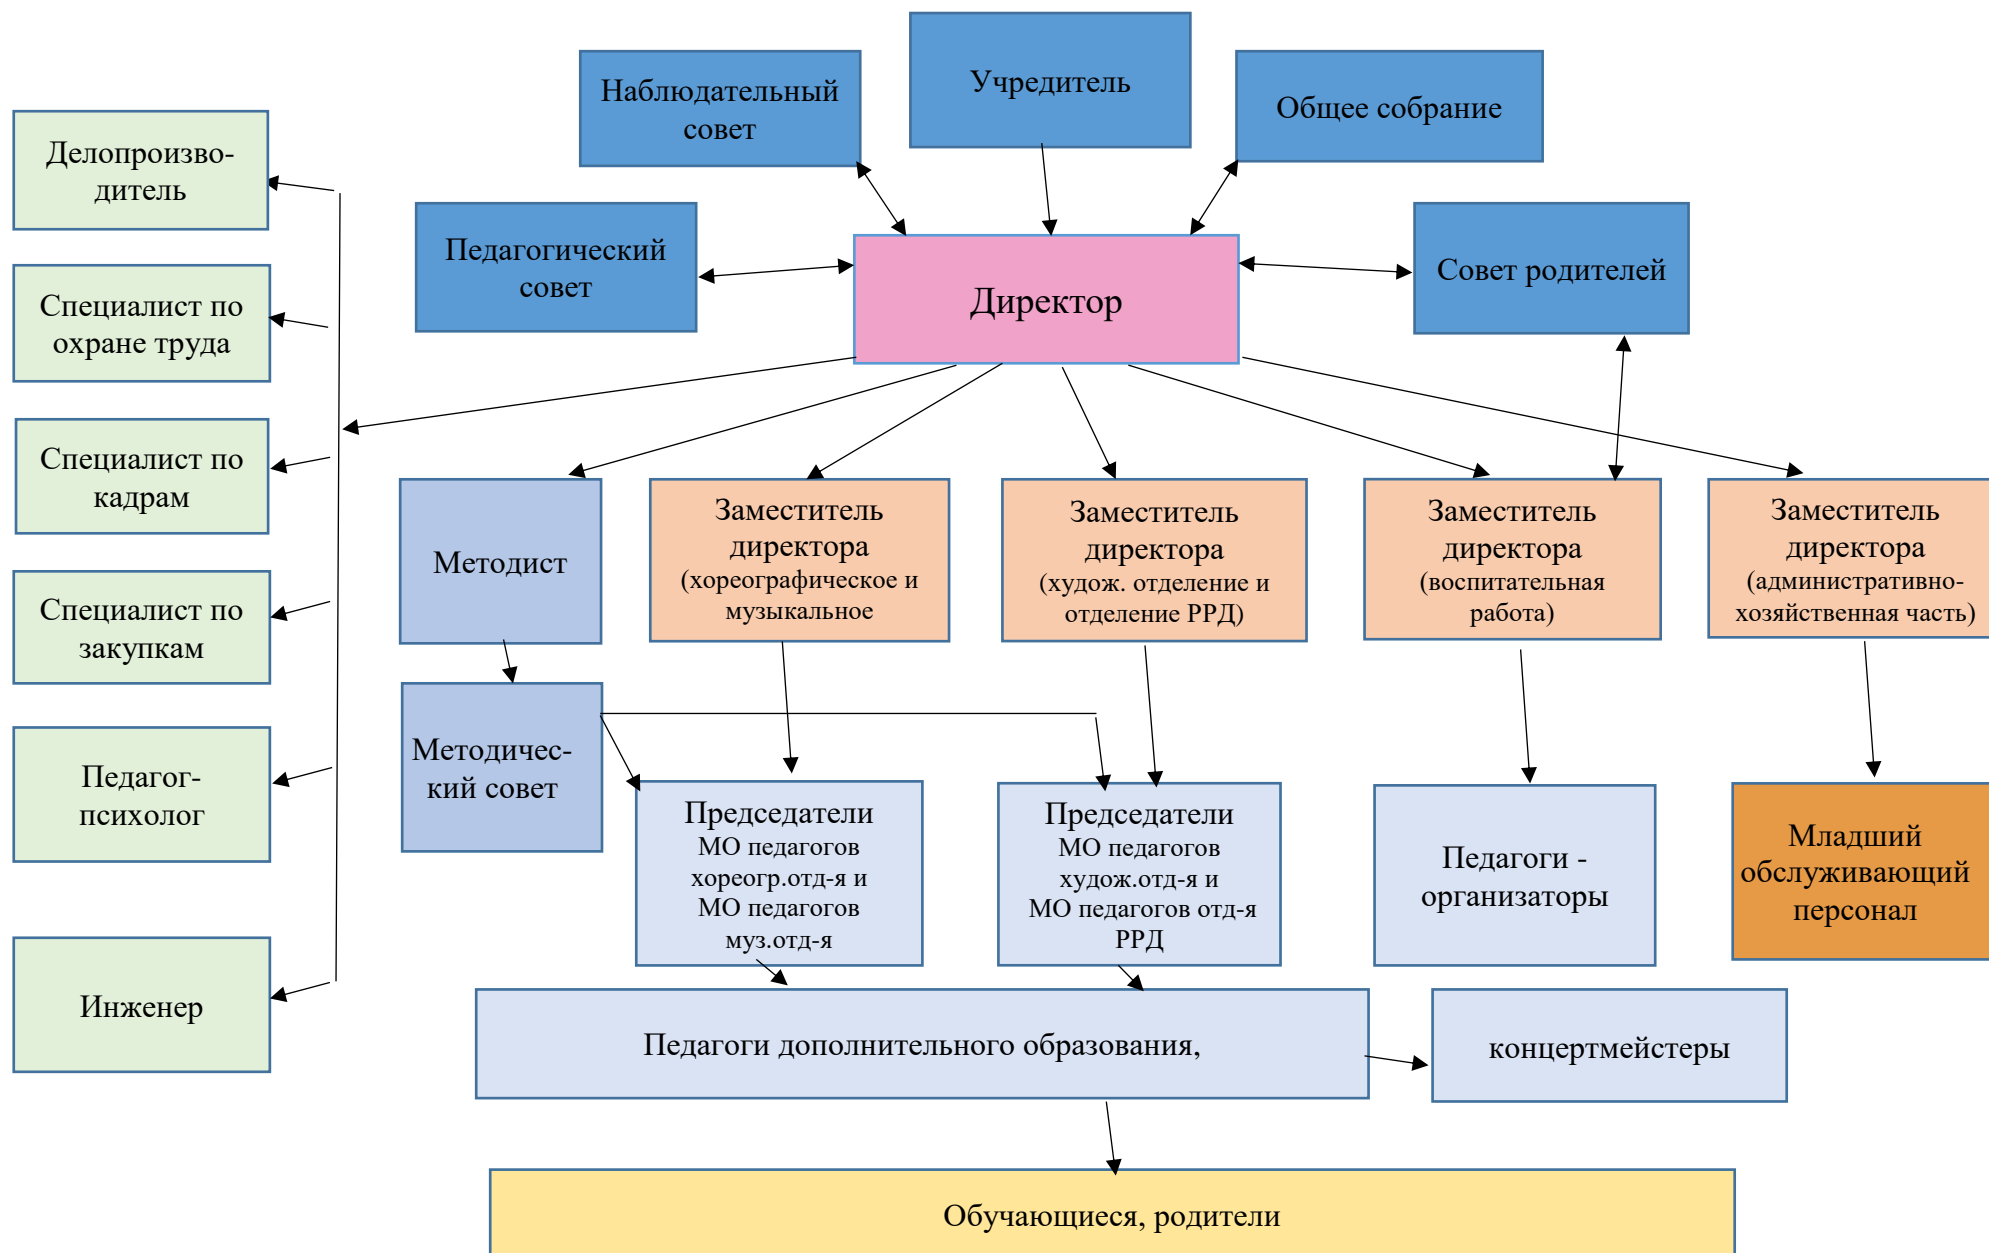 Учредитель
Наблюдательный
совет
Общее собрание
Делопроизво-
дитель
Педагогический
совет
Директор
Совет родителей
Специалист по
охране труда
Специалист по
кадрам
Методист
Заместитель
директора
(хореографическое и
музыкальное
Заместитель
директора
(худож. отделение и
отделение РРД)
Заместитель
директора
(воспитательная
работа)
Заместитель
директора
(административно-
хозяйственная часть)
Специалист по
закупкам
Методичес-
кий совет
Педагог-
психолог
Председатели
МО педагогов
хореогр.отд-я и
МО педагогов
муз.отд-я
Председатели
МО педагогов
худож.отд-я и
МО педагогов отд-я
РРД
Педагоги -
организаторы
Младший
обслуживающий
персонал
Инженер
Педагоги дополнительного образования,
концертмейстеры
Обучающиеся, родители